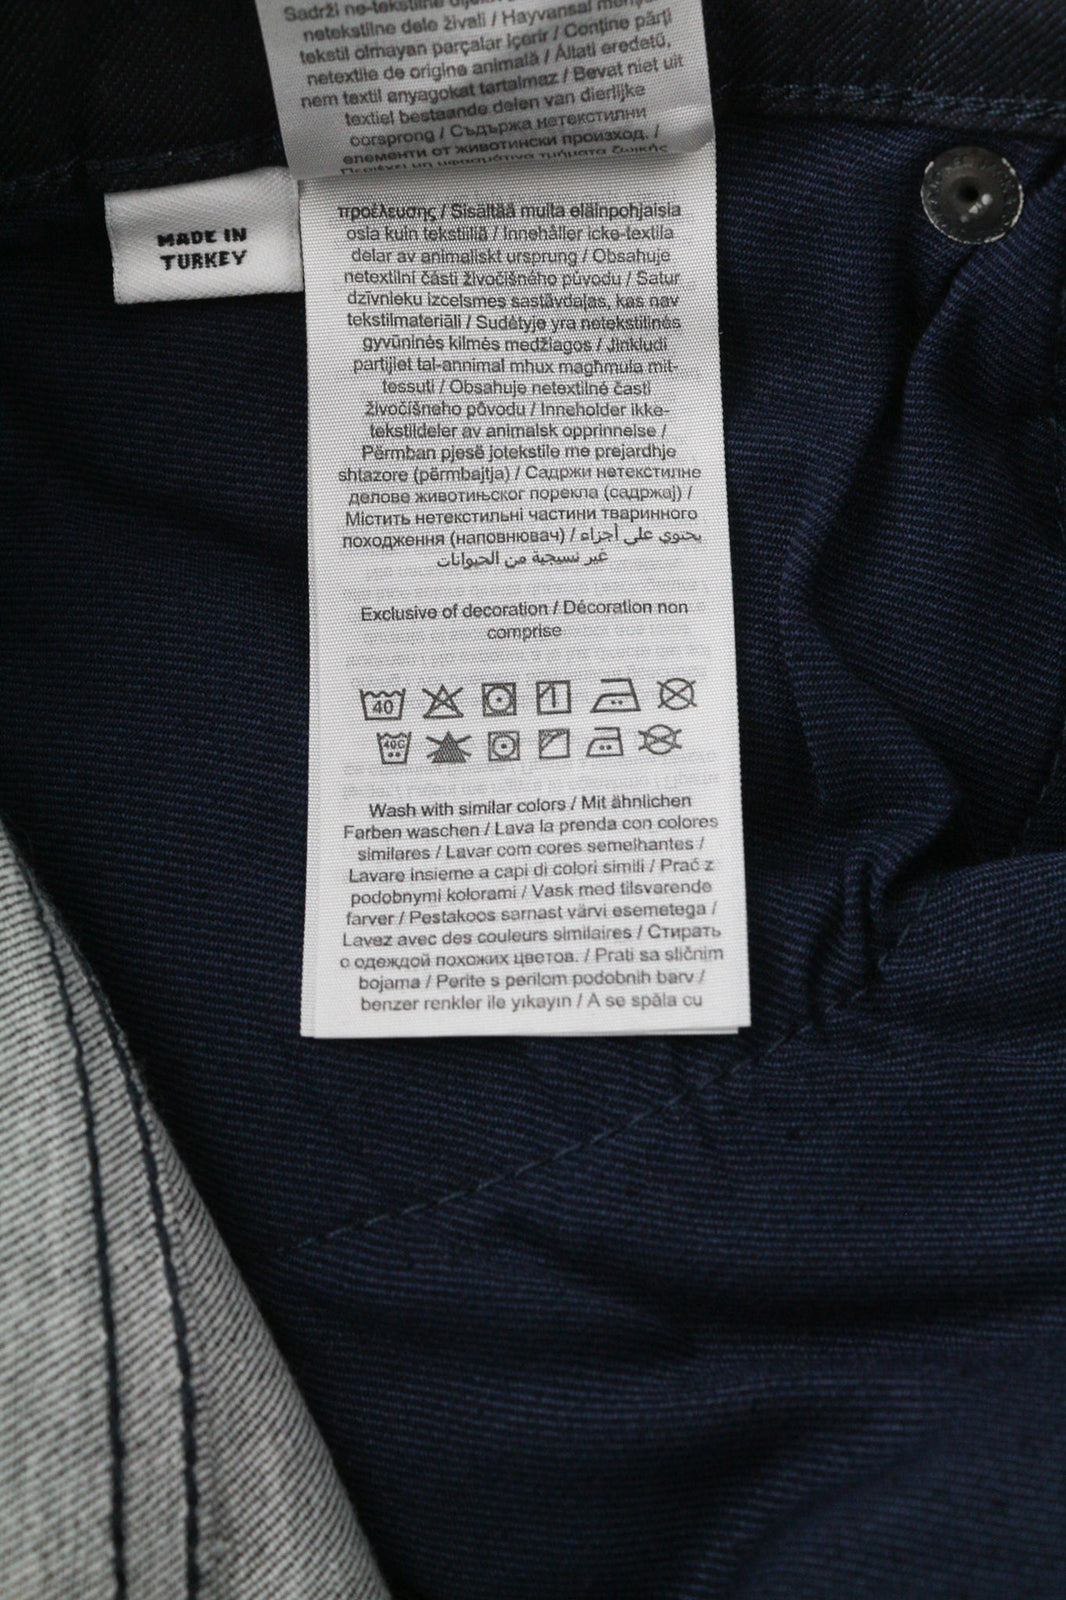 Sadrži ne-tekstilne
netekstilne dele živali / Hayvansal
tekstil olmayan parçalar içerir / Conține părți
netextile de origine animală / Állati eredetű,
nem textil anyagokat tartalmaz / Bevat niet uit
textiel bestaande delen van dierlijke
oorsprong / Съдържа нетекстилни
елементи от животински произход. /
MADE IN
TURKEY
προέλευσης / Sisältää muita eläinpohjaisia
osia kuin tekstiiliä / Innehåller icke-textila
delar av animaliskt ursprung / Obsahuje
netextilní části živočišného původu / Satur
dzīvnieku izcelsmes sastāvdaļas, kas nav
tekstilmateriāli / Sudėtyje yra netekstilinės
gyvūninės kilmės medžiagos / Jinkludi
partijiet tal-annimal mhux magħmula mit-
tessuti / Obsahuje netextilné časti
živočíšneho pôvodu / Inneholder ikke-
tekstildeler av animalsk opprinnelse /
Përmban pjesë jotekstile me prejardhje
shtazore (përmbajtja) / Садржи нетекстилне
делове животињског порекла (садржај) /
Містить нетекстильні частини тваринного
походження (наповнювач) / يحتوي على أجزاء
غير نسيجية من الحيوانات
Exclusive of decoration / Décoration non
comprise
40
40C
Wash with similar colors / Mit ähnlichen
Farben waschen / Lava la prenda con colores
similares / Lavar com cores semelhantes /
Lavare insieme a capi di colori simili / Prać z
podobnymi kolorami / Vask med tilsvarende
farver / Pestakoos sarnast värvi esemetega /
Lavez avec des couleurs similaires / Стирать
с одеждой похожих цветов. / Prati sa sličnim
bojama / Perite s perilom podobnih barv /
benzer renkler ile yıkayın / A se spăla cu